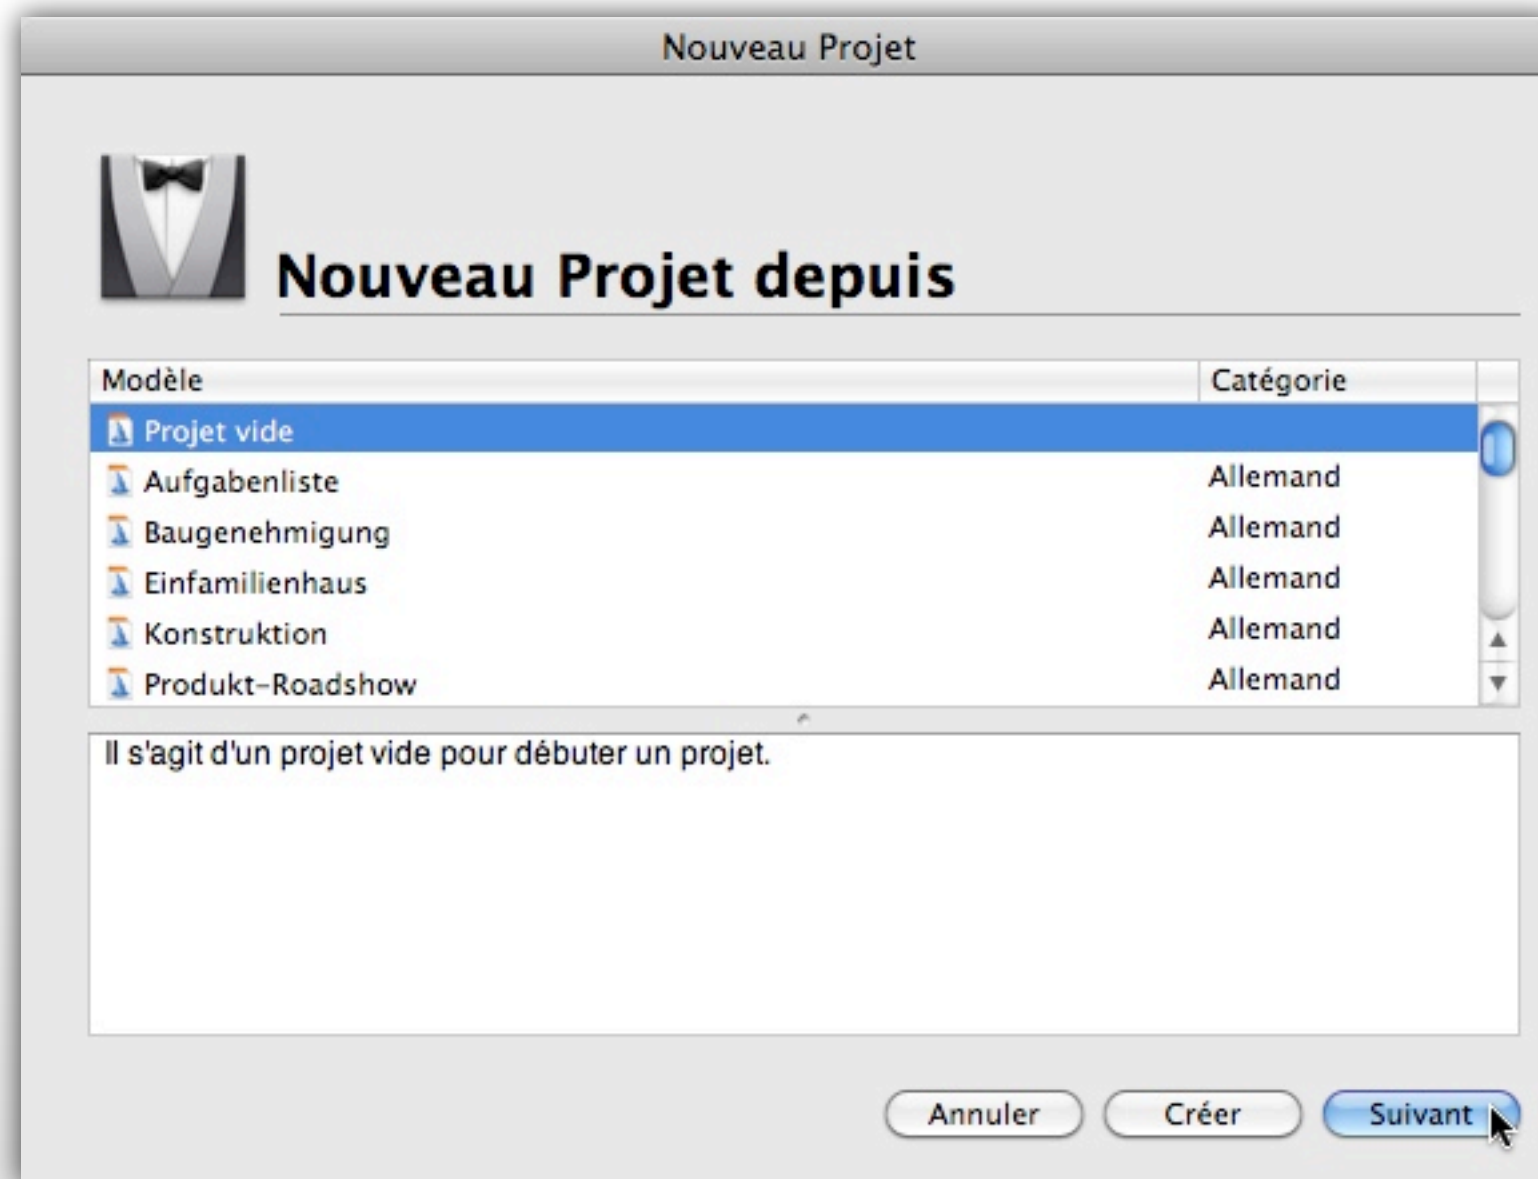 Nouveau Projet
Nouveau Projet depuis
Modèle Catégorie
Projet vide
Aufgabenliste Allemand
Baugenehmigung Allemand
Einfamilienhaus Allemand
Konstruktion Allemand
Produkt-Roadshow Allemand
Il s'agit d'un projet vide pour débuter un projet.
Annuler Créer Suivant